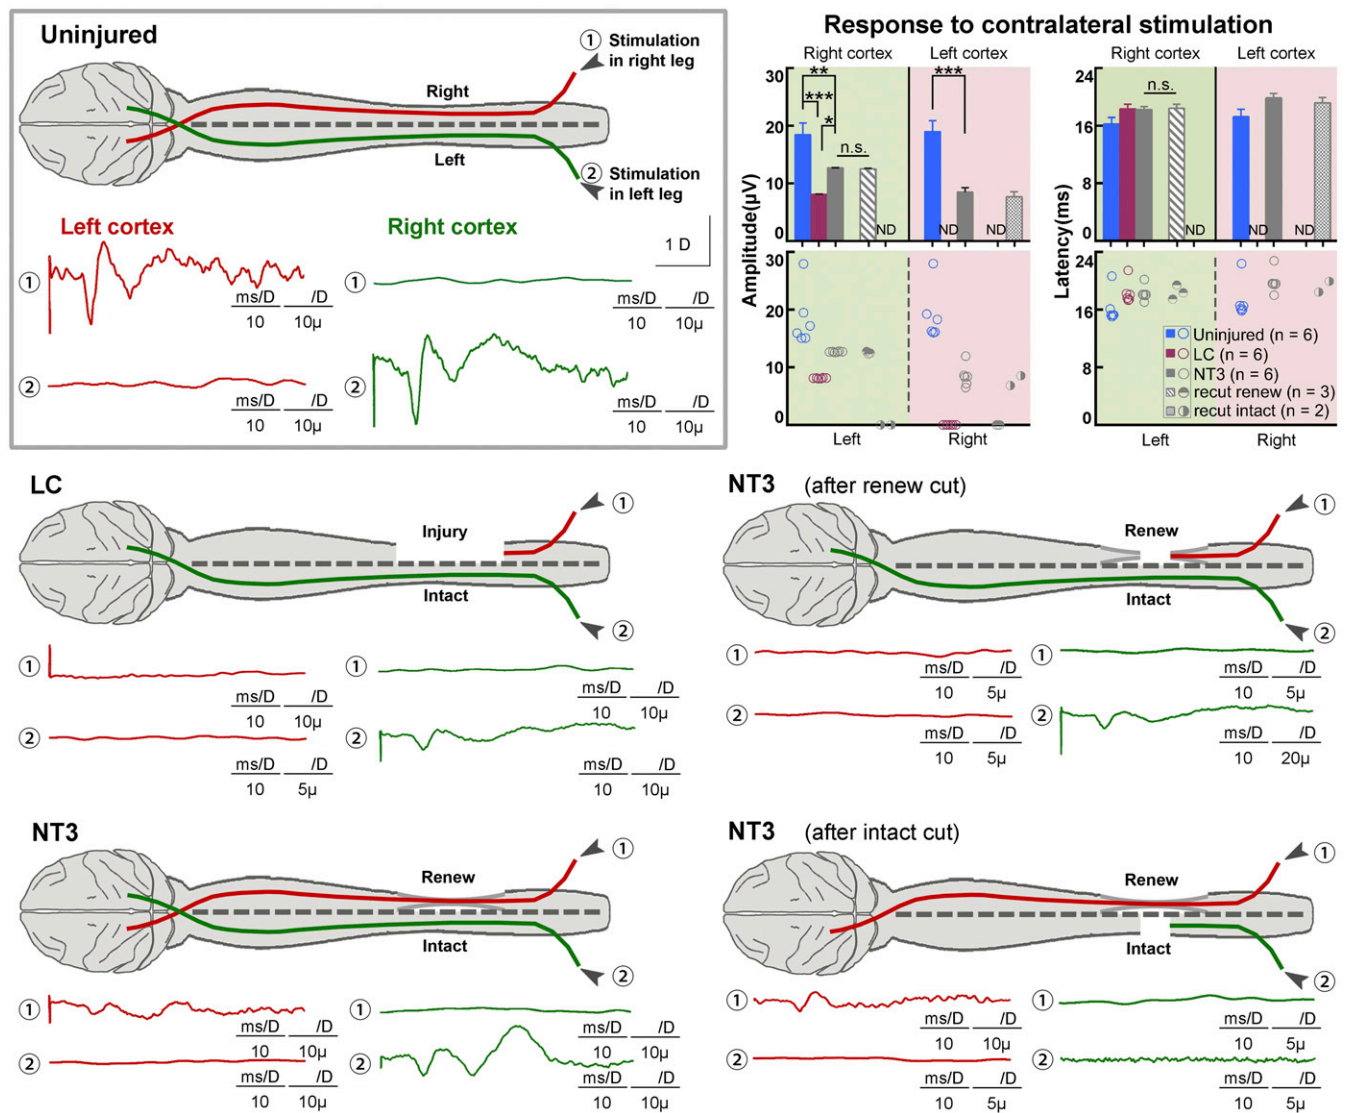 Uninjured
① Stimulation
in right leg
Right
Left
② Stimulation
in left leg
Left cortex
Right cortex
1 D
①
ms/D /D
10 10µ
①
ms/D /D
10 10µ
②
ms/D /D
10 10µ
②
ms/D /D
10 10µ
Response to contralateral stimulation
Right cortex Left cortex
Right cortex Left cortex
Amplitude(µV)
30
20
10
0
** *** * n.s. ND
*** ND ND
30
20
10
0
Left Right
Latency(ms)
24
16
8
0
n.s. ND
ND ND
24
16
8
0
Uninjured (n = 6)
LC (n = 6)
NT3 (n = 6)
recut renew (n = 3)
recut intact (n = 2)
Left Right
LC
Injury
Intact
①
②
①
ms/D /D
10 10µ
①
ms/D /D
10 10µ
②
ms/D /D
10 5µ
②
ms/D /D
10 10µ
NT3 (after renew cut)
Renew
Intact
①
②
①
ms/D /D
10 5µ
①
ms/D /D
10 5µ
②
ms/D /D
10 5µ
②
ms/D /D
10 20µ
NT3
Renew
Intact
①
②
①
ms/D /D
10 10µ
①
ms/D /D
10 10µ
②
ms/D /D
10 10µ
②
ms/D /D
10 10µ
NT3 (after intact cut)
Renew
Intact
①
②
①
ms/D /D
10 10µ
①
ms/D /D
10 5µ
②
ms/D /D
10 5µ
②
ms/D /D
10 5µ